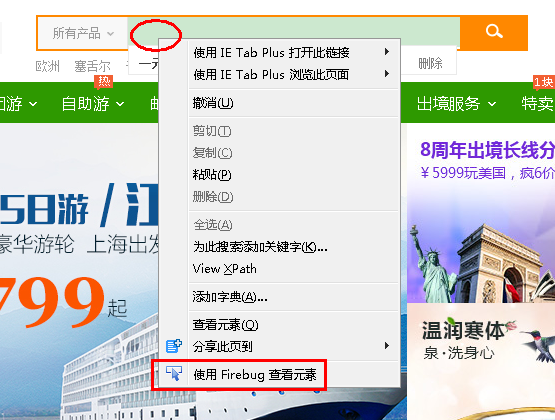 所有产品
欧洲 塞舌尔
一元
删除
使用 IE Tab Plus 打开此链接
使用 IE Tab Plus 浏览此页面
撤消(U)
剪切(T)
复制(C)
粘贴(P)
删除(D)
全选(A)
为此搜索添加关键字(K)...
View XPath
添加字典(A)...
查看元素(Q)
分享此页到
使用 Firebug 查看元素
热
1块
游
自助游
出境服务
特卖
5日游 / 江
豪华游轮 上海出发
799起
8周年出境长线分
¥5999玩美国，疯6价
温润寒体
泉·洗身心